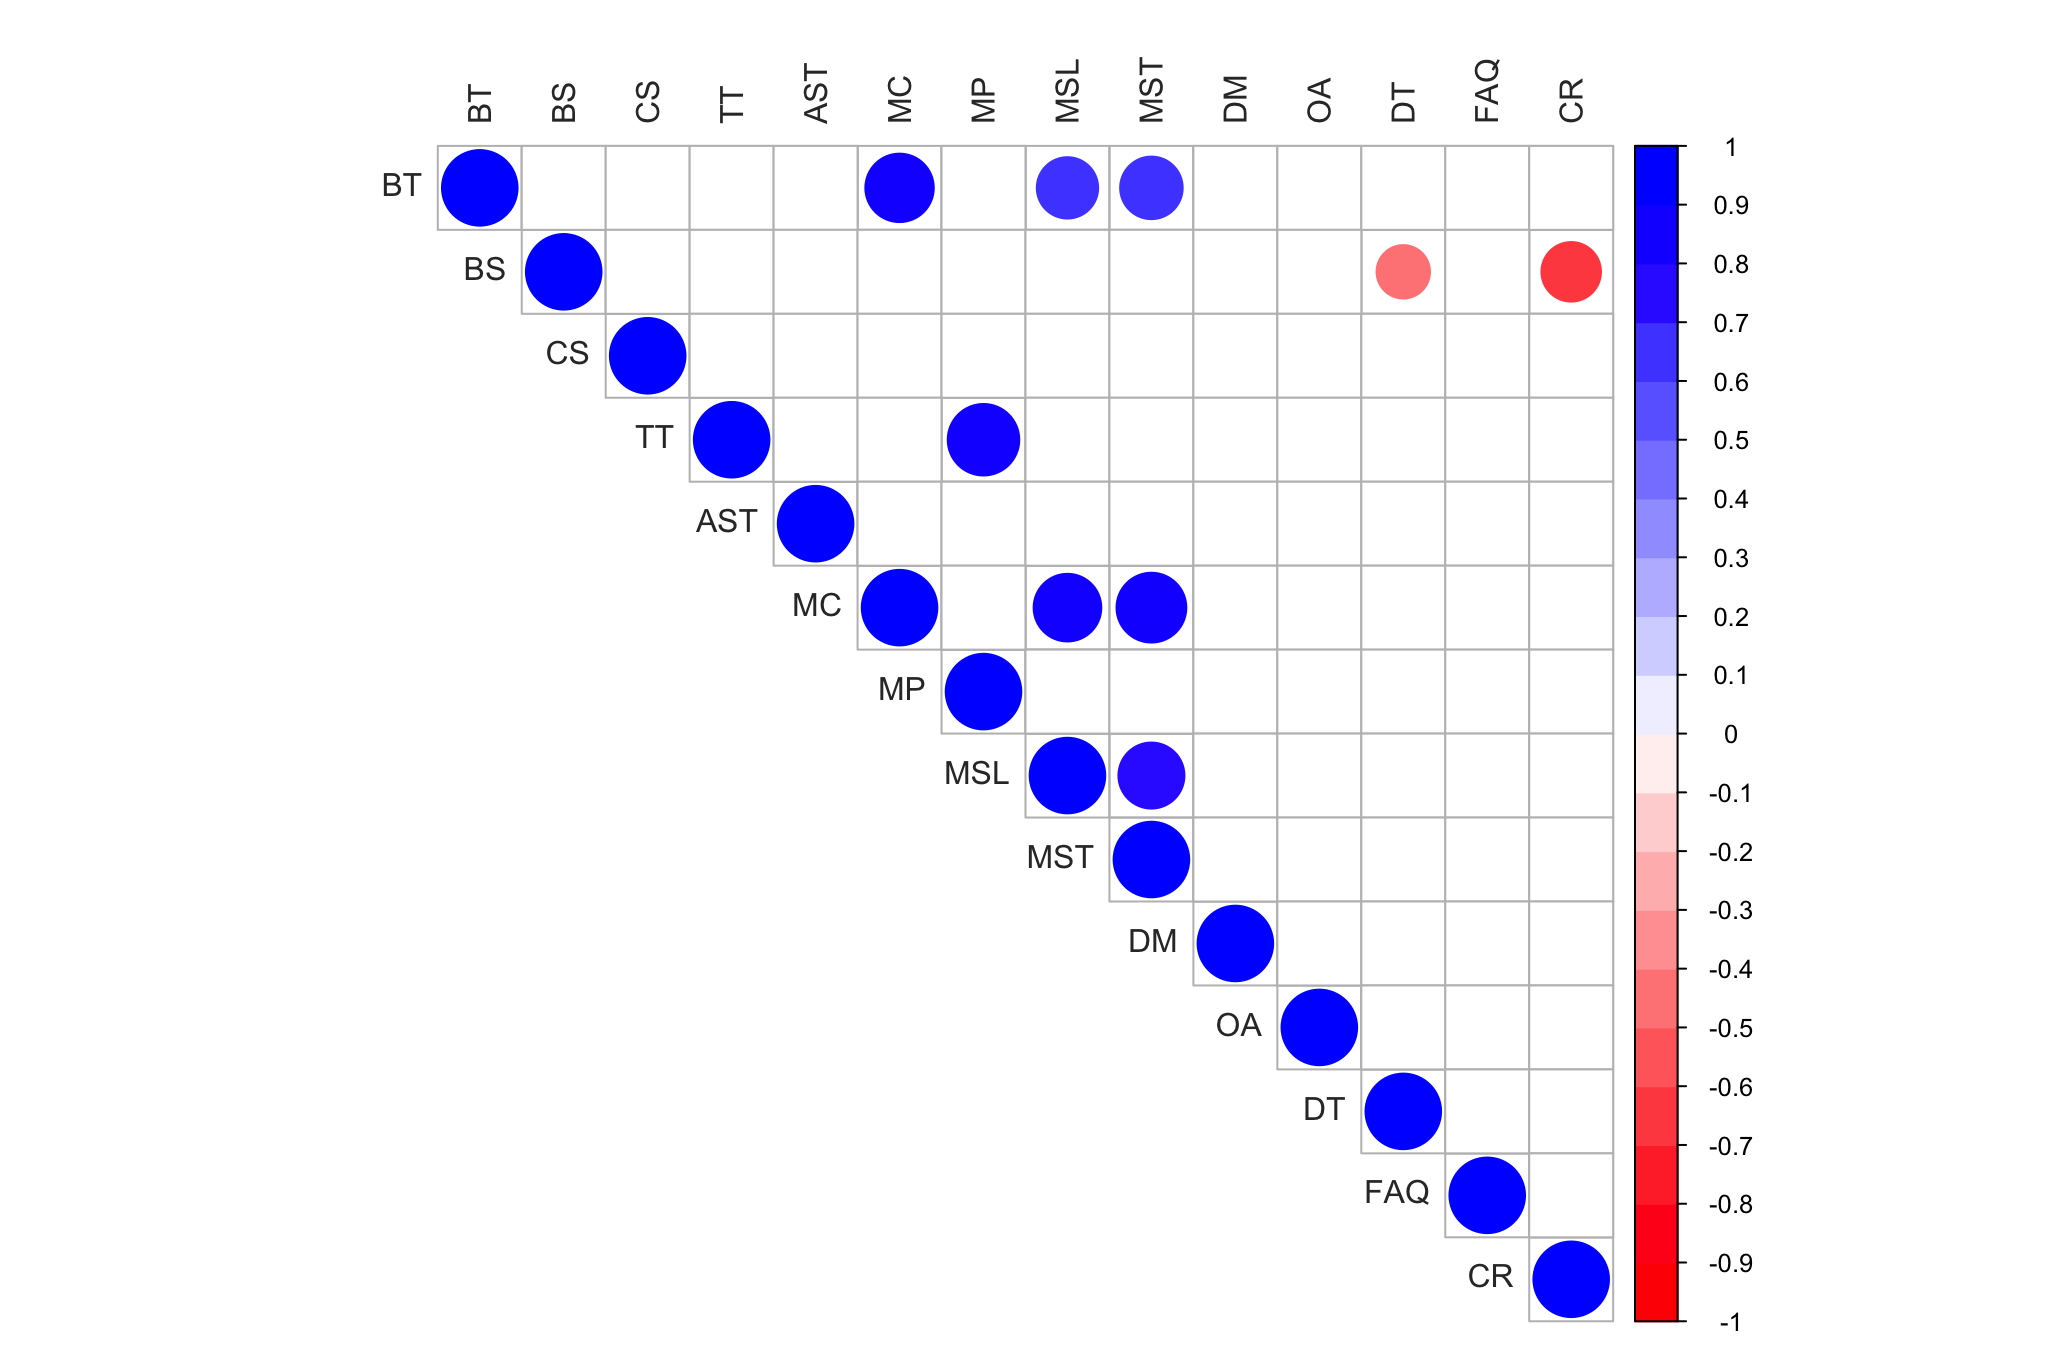 BT BS CS TT AST MC MP MSL MST DM OA DT FAQ CR
BT
BS
CS
TT
AST
MC
MP
MSL
MST
DM
OA
DT
FAQ
CR
1
0.9
0.8
0.7
0.6
0.5
0.4
0.3
0.2
0.1
0
-0.1
-0.2
-0.3
-0.4
-0.5
-0.6
-0.7
-0.8
-0.9
-1